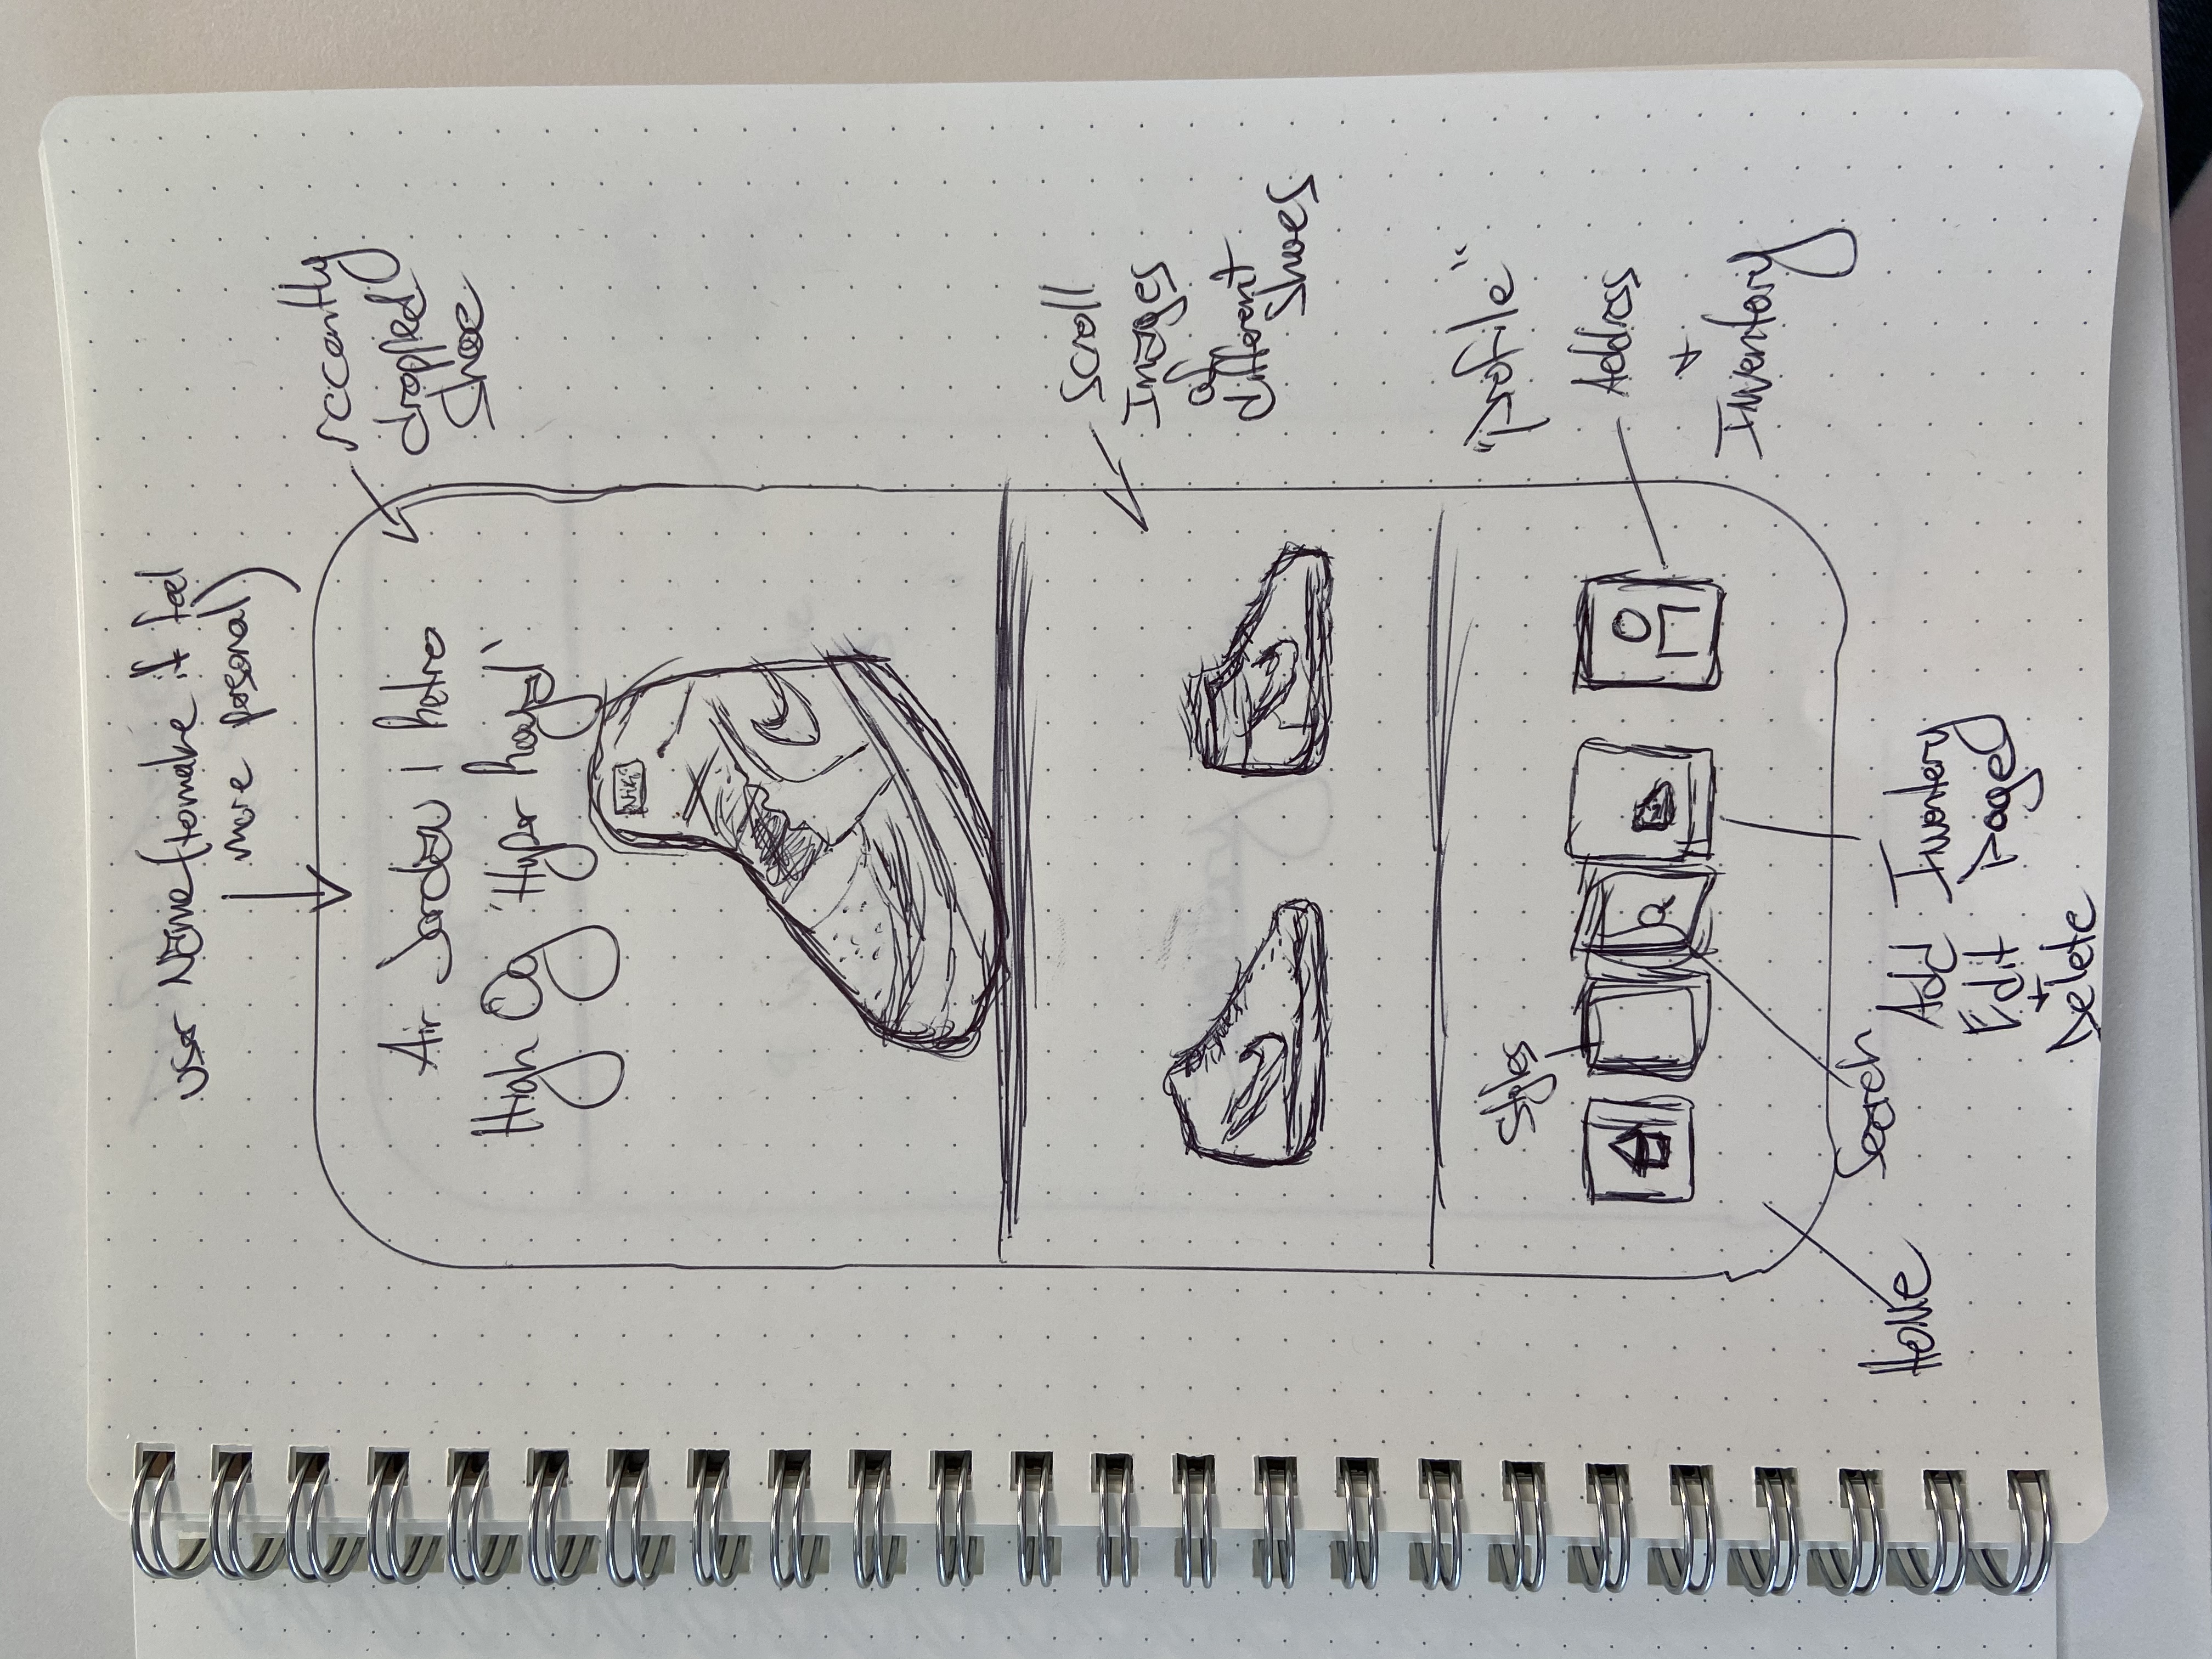 user Name (to make it feel
more personal)
recently
dropped
shoe
Air Jordan 1 Retro
High Og 'Hyper Royal'
Scroll
Images
of
different
shoes
"Profile"
Styles
Address
+
Inventory
Home
Search
Add Inventory
Edit Page
+
Delete